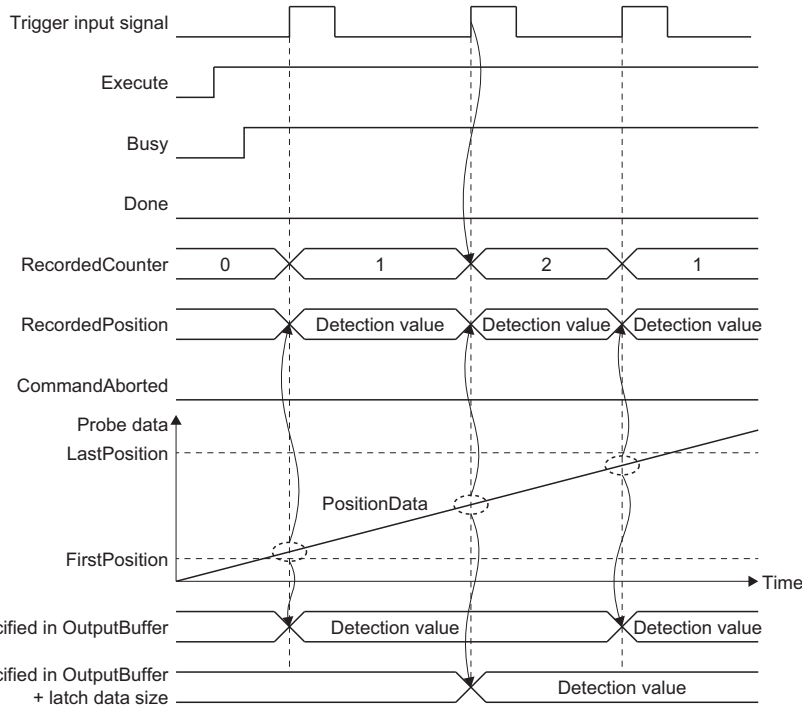 Trigger input signal
Execute
Busy
Done
RecordedCounter
0
1
2
1
RecordedPosition
Detection value
Detection value
Detection value
CommandAborted
Probe data
LastPosition
PositionData
FirstPosition
Time
in OutputBuffer
Detection value
Detection value
in OutputBuffer
+ latch data size
Detection value